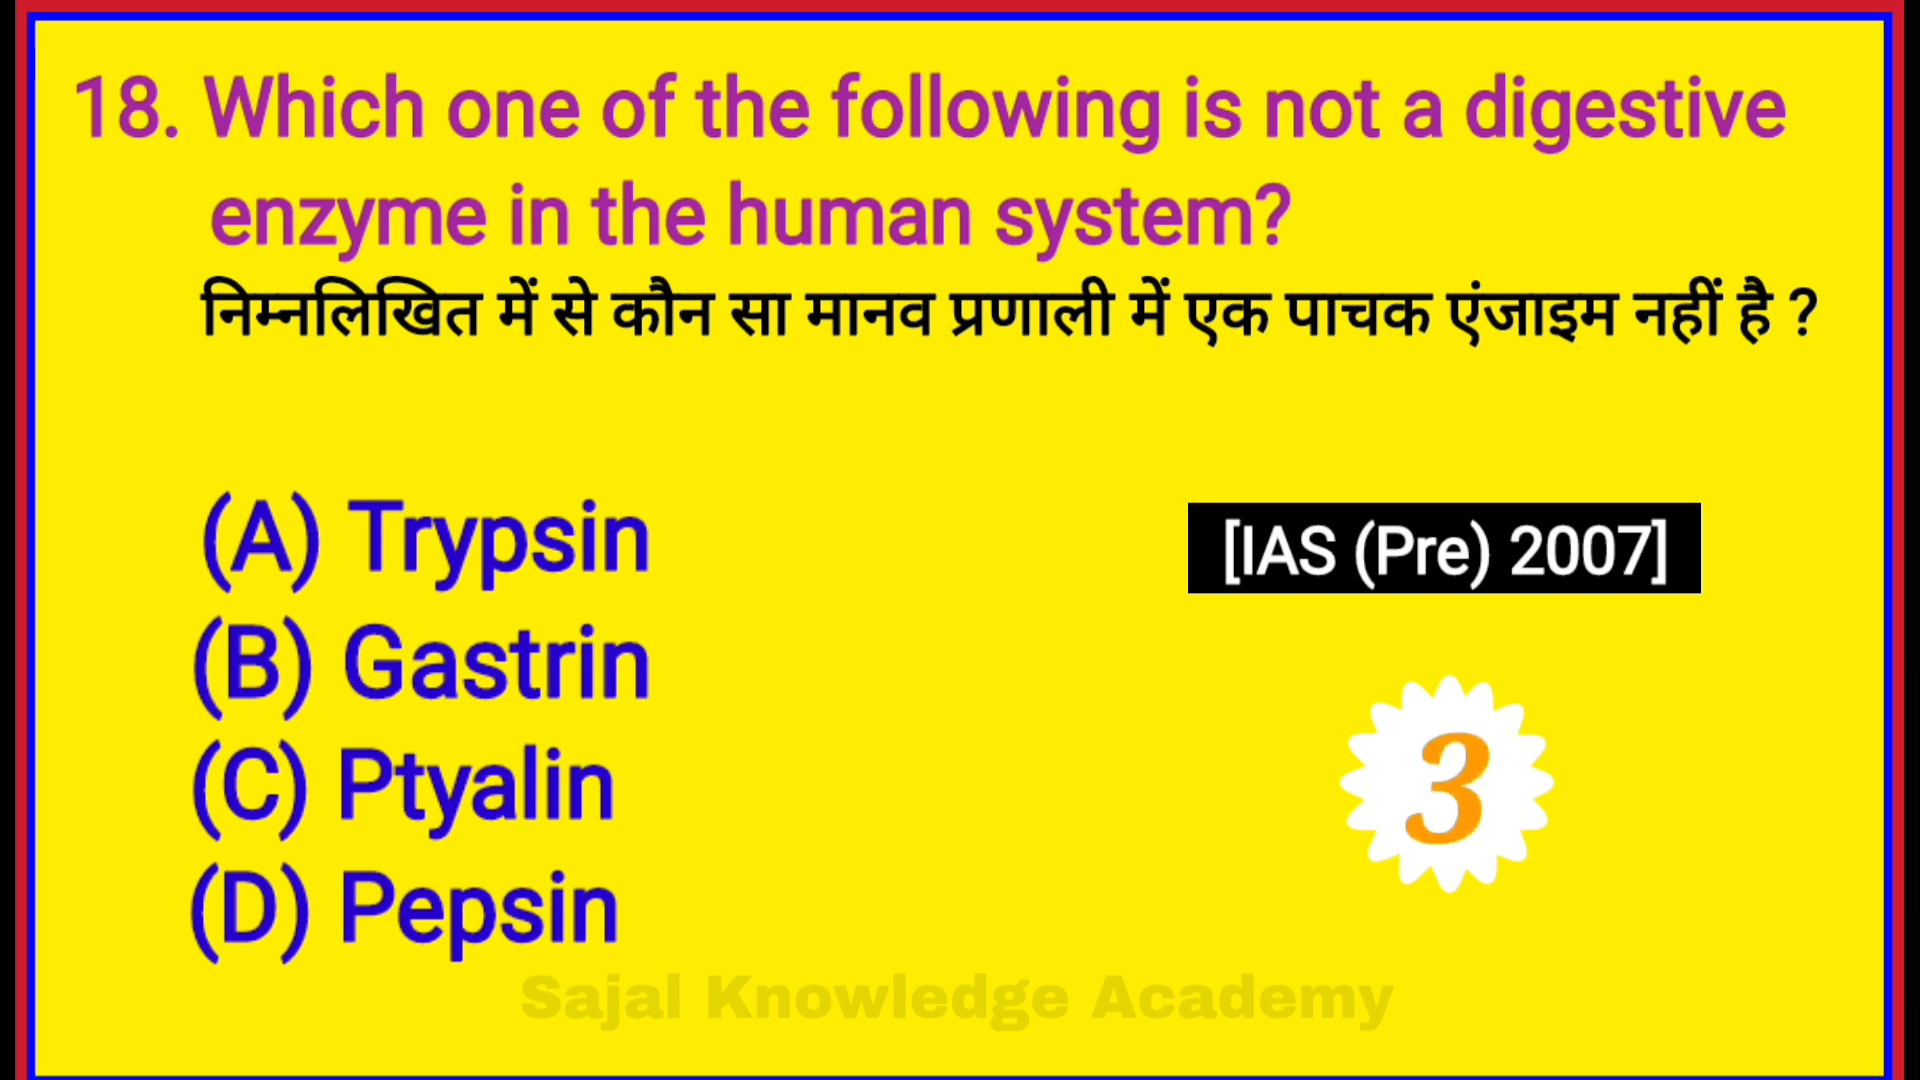 18. Which one of the following is not a digestive
enzyme in the human system?
निम्नलिखित में से कौन सा मानव प्रणाली में एक पाचक एंजाइम नहीं है ?
(A) Trypsin
[IAS (Pre) 2007]
(B) Gastrin
(C) Ptyalin
3
(D) Pepsin
Sajal Knowledge Academy